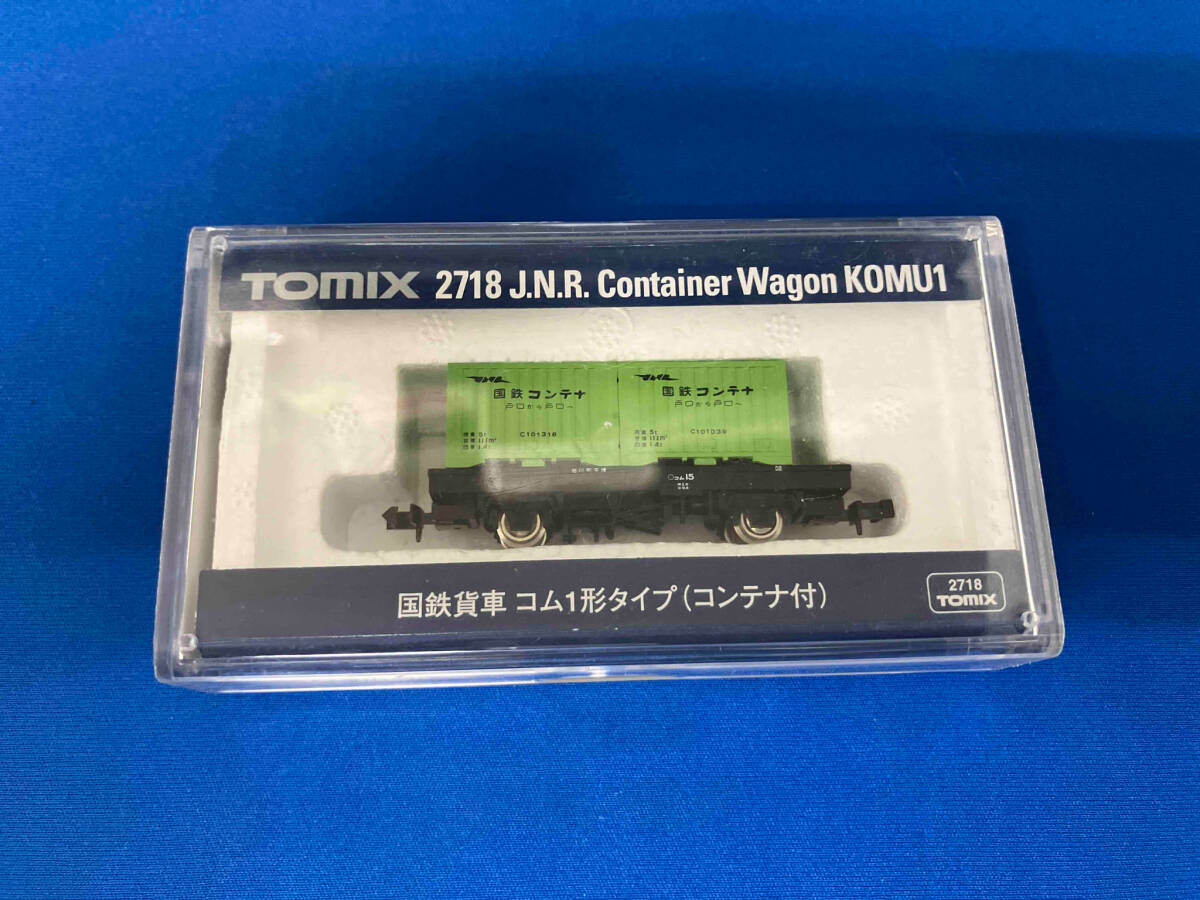 TOMIX 2718 J.N.R. Container Wagon KOMU1
国鉄コンテナ
戸口から戸口へ
C101318
国鉄コンテナ
戸口から戸口へ
C101039
コム15
国鉄貨車 コム1形タイプ(コンテナ付)
2718
TOMIX